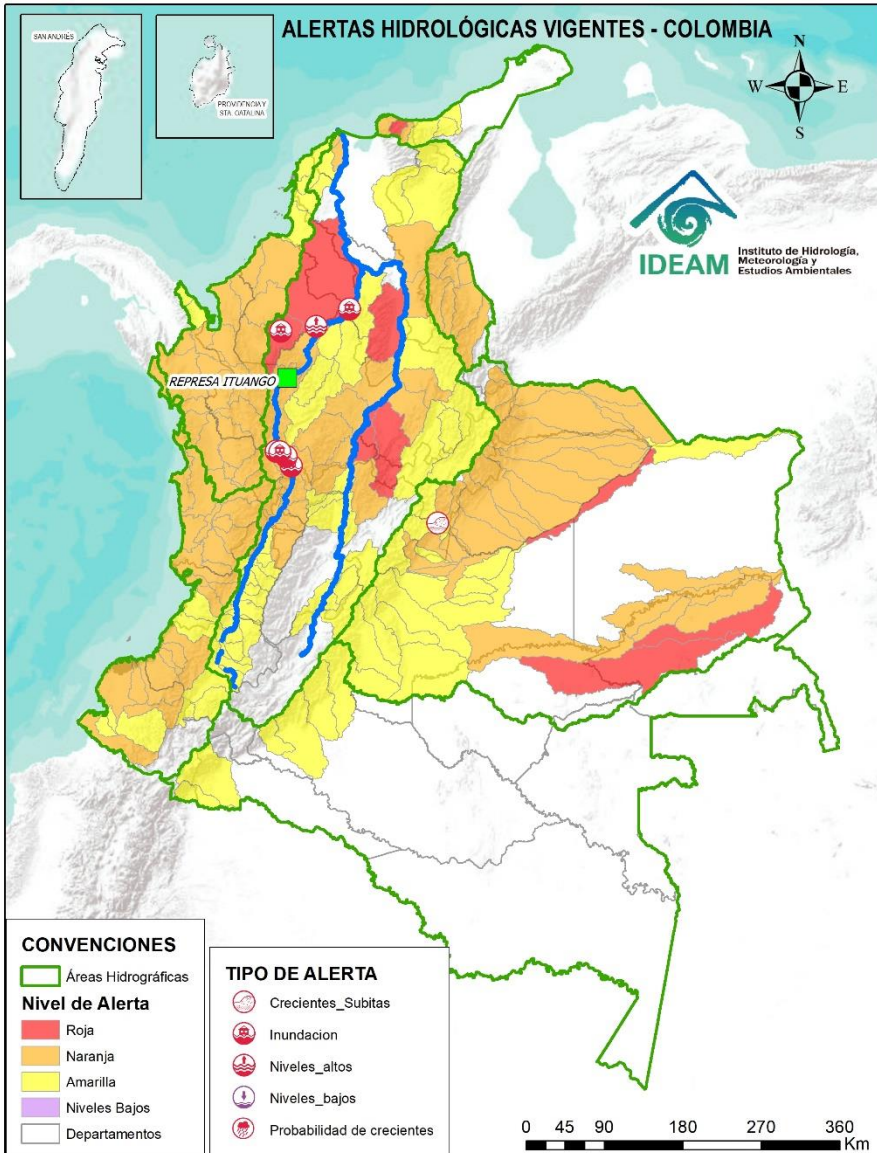 ALERTAS HIDROLÓGICAS VIGENTES - COLOMBIA
SAN ANDRÉS
PROVIDENCIA Y
STA. CATALINA
N
W
E
S
IDEAM
Instituto de Hidrología,
Meteorología y
Estudios Ambientales
REPRESA ITUANGO
CONVENCIONES
Áreas Hidrográficas
Nivel de Alerta
Roja
Naranja
Amarilla
Niveles Bajos
Departamentos
TIPO DE ALERTA
Crecientes_Subitas
Inundacion
Niveles_altos
Niveles_bajos
Probabilidad de crecientes
0 45 90 180 270 360
Km